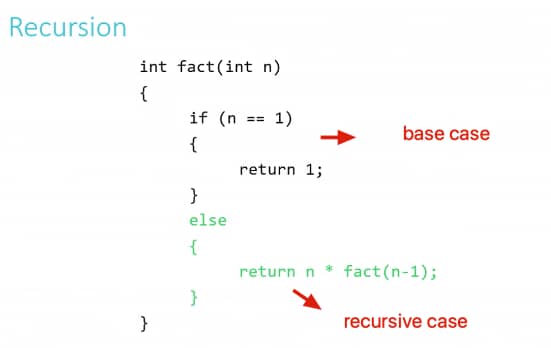 Recursion
int fact(int n)
{
if (n == 1)
{
base case
return 1;
}
else
{
return n * fact(n-1);
}
recursive case
}